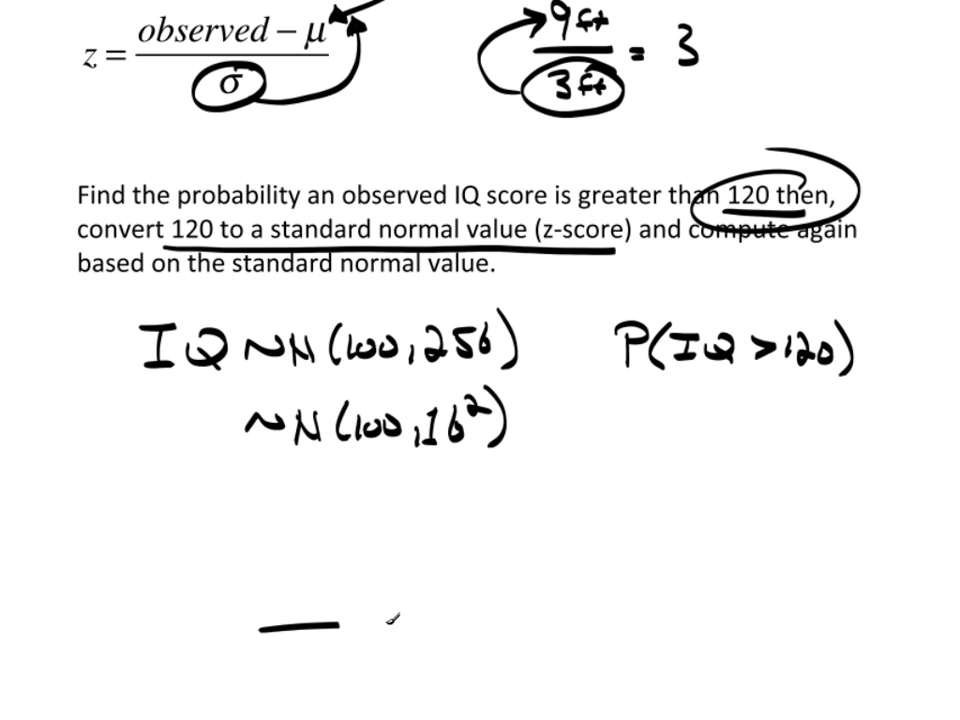 z = observed − μ / σ
9 ft / 3 ft = 3
Find the probability an observed IQ score is greater than 120 then,
convert 120 to a standard normal value (z-score) and compute again
based on the standard normal value.
IQ ~ N (100, 256)
P(IQ > 120)
~ N (100, 16²)